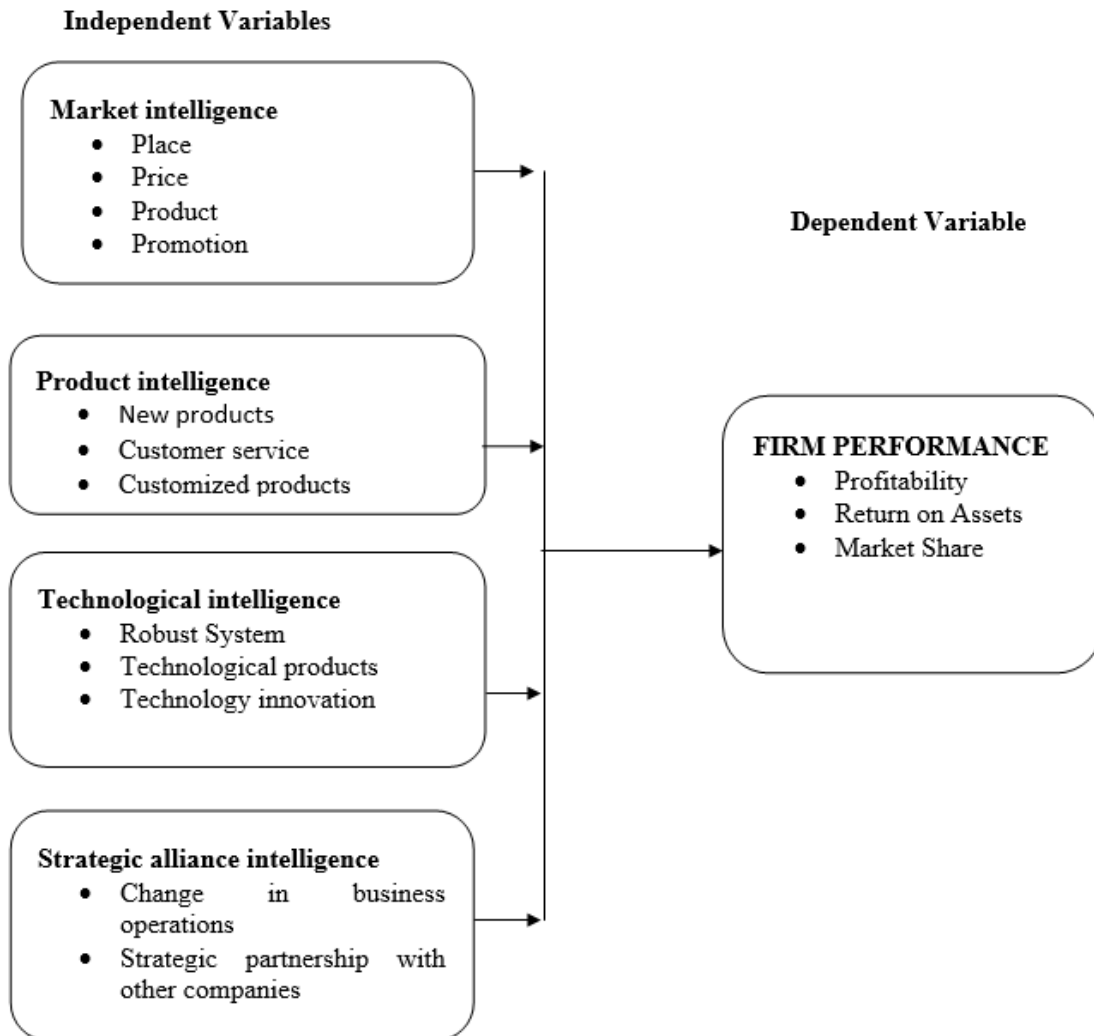 Independent Variables
Market intelligence
• Place
• Price
• Product
• Promotion
Product intelligence
• New products
• Customer service
• Customized products
Technological intelligence
• Robust System
• Technological products
• Technology innovation
Strategic alliance intelligence
• Change in business
operations
• Strategic partnership with
other companies
Dependent Variable
FIRM PERFORMANCE
• Profitability
• Return on Assets
• Market Share